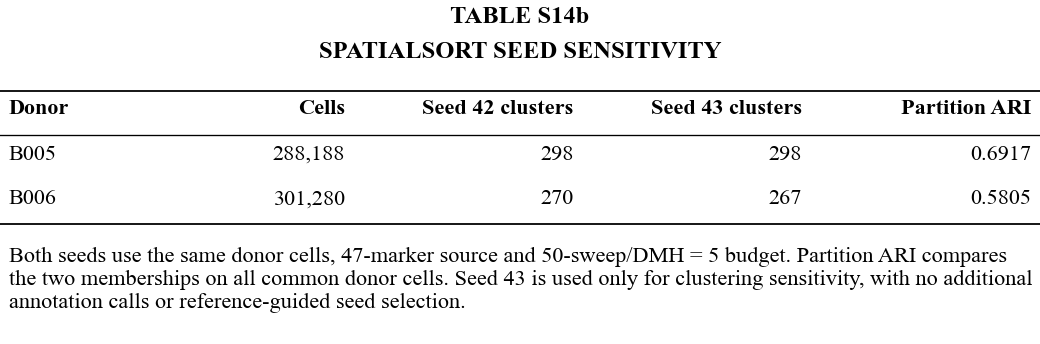 TABLE S14b
SPATIALSORT SEED SENSITIVITY
Donor Cells Seed 42 clusters Seed 43 clusters Partition ARI
B005 288,188 298 298 0.6917
B006 301,280 270 267 0.5805
Both seeds use the same donor cells, 47-marker source and 50-sweep/DMH = 5 budget. Partition ARI compares
the two memberships on all common donor cells. Seed 43 is used only for clustering sensitivity, with no additional
annotation calls or reference-guided seed selection.